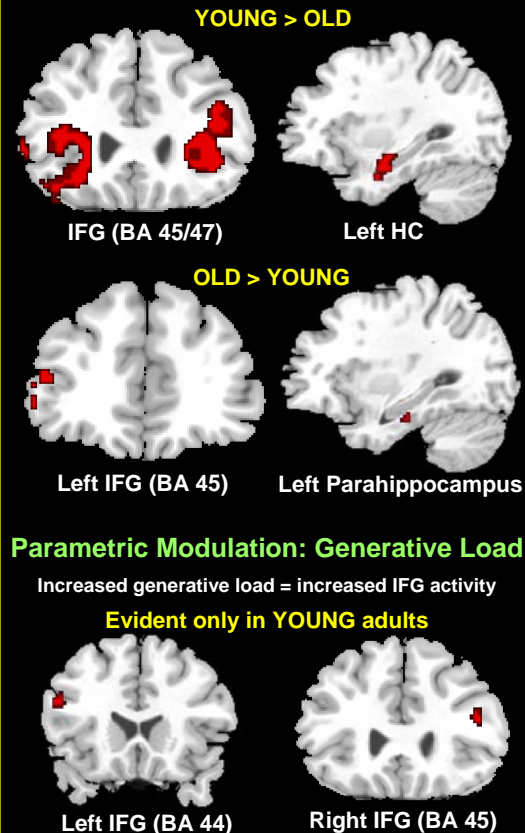 YOUNG > OLD
IFG (BA 45/47)
Left HC
OLD > YOUNG
Left IFG (BA 45)
Left Parahippocampus
Parametric Modulation: Generative Load
Increased generative load = increased IFG activity
Evident only in YOUNG adults
Left IFG (BA 44)
Right IFG (BA 45)